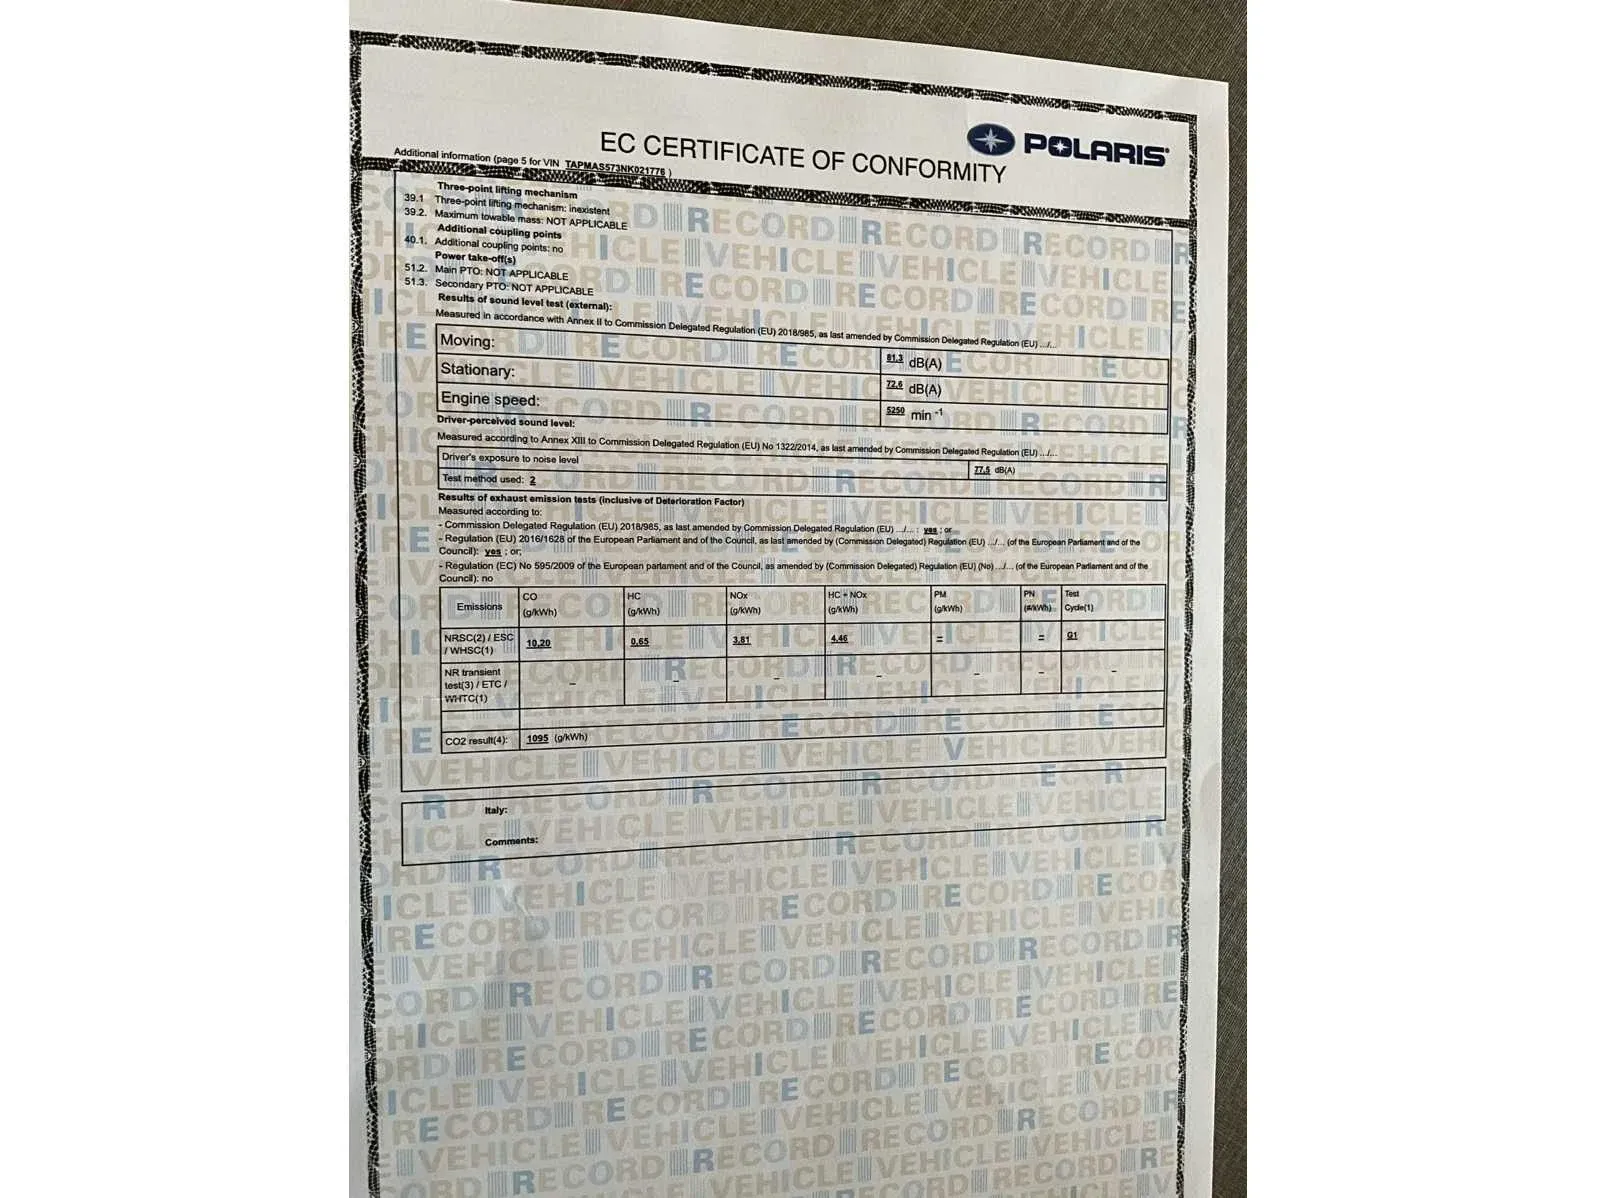 POLARIS
EC CERTIFICATE OF CONFORMITY
Additional information (page 5 for VIN TAPMAS573NK021776 )
Three-point lifting mechanism
39.1 Three-point lifting mechanism: inexistent
39.2. Maximum towable mass: NOT APPLICABLE
Additional coupling points
40.1. Additional coupling points: no
Power take-off(s)
51.2. Main PTO: NOT APPLICABLE
51.3. Secondary PTO: NOT APPLICABLE
Results of sound level test (external):
Measured in accordance with Annex II to Commission Delegated Regulation (EU) 2018/985, as last amended by Commission Delegated Regulation (EU) .../...
Moving: 81.3 dB(A)
Stationary: 72.6 dB(A)
Engine speed: 5250 min -1
Driver-perceived sound level:
Measured according to Annex XIII to Commission Delegated Regulation (EU) No 1322/2014, as last amended by Commission Delegated Regulation (EU) .../...
Driver's exposure to noise level 77.5 dB(A)
Test method used: 2
Results of exhaust emission tests (inclusive of Deterioration Factor)
Measured according to:
- Commission Delegated Regulation (EU) 2018/985, as last amended by Commission Delegated Regulation (EU) .../... : yes ; or
- Regulation (EU) 2016/1628 of the European Parliament and of the Council, as last amended by (Commission Delegated) Regulation (EU) .../... (of the European Parliament and of the
Council): yes ; or;
- Regulation (EC) No 595/2009 of the European parlament and of the Council, as amended by (Commission Delegated) Regulation (EU) (No) .../... (of the European Parliament and of the
Council): no
Emissions CO (g/kWh) HC (g/kWh) NOx (g/kWh) HC + NOx (g/kWh) PM (g/kWh) PN (#/kWh) Test Cycle(1)
NRSC(2) / ESC / WHSC(1) 10,20 0,65 3,81 4,46 – – G1
NR transient test(3) / ETC / WHTC(1) – – – – – – –
CO2 result(4): 1095 (g/kWh)
Italy:
Comments: